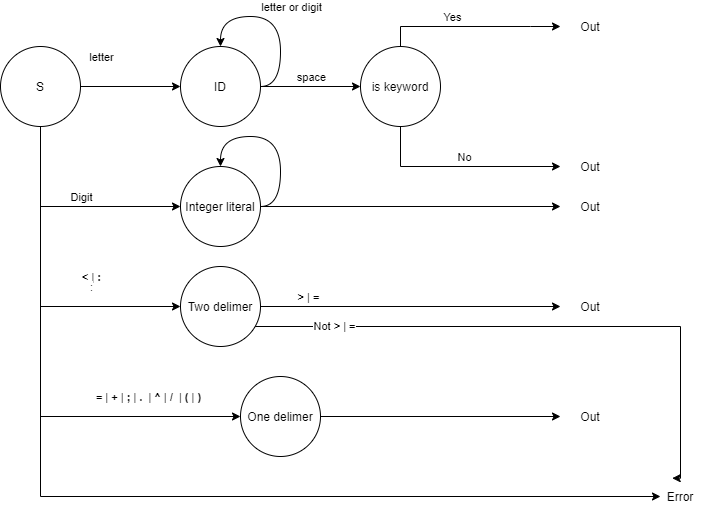 letter or digit
Yes
Out
letter
S
ID
space
is keyword
No
Out
Digit
Integer literal
Out
< | :
:
Two delimer
> | =
Out
Not > | =
= | + | ; | . | ^ | / | ( | )
One delimer
Out
Error